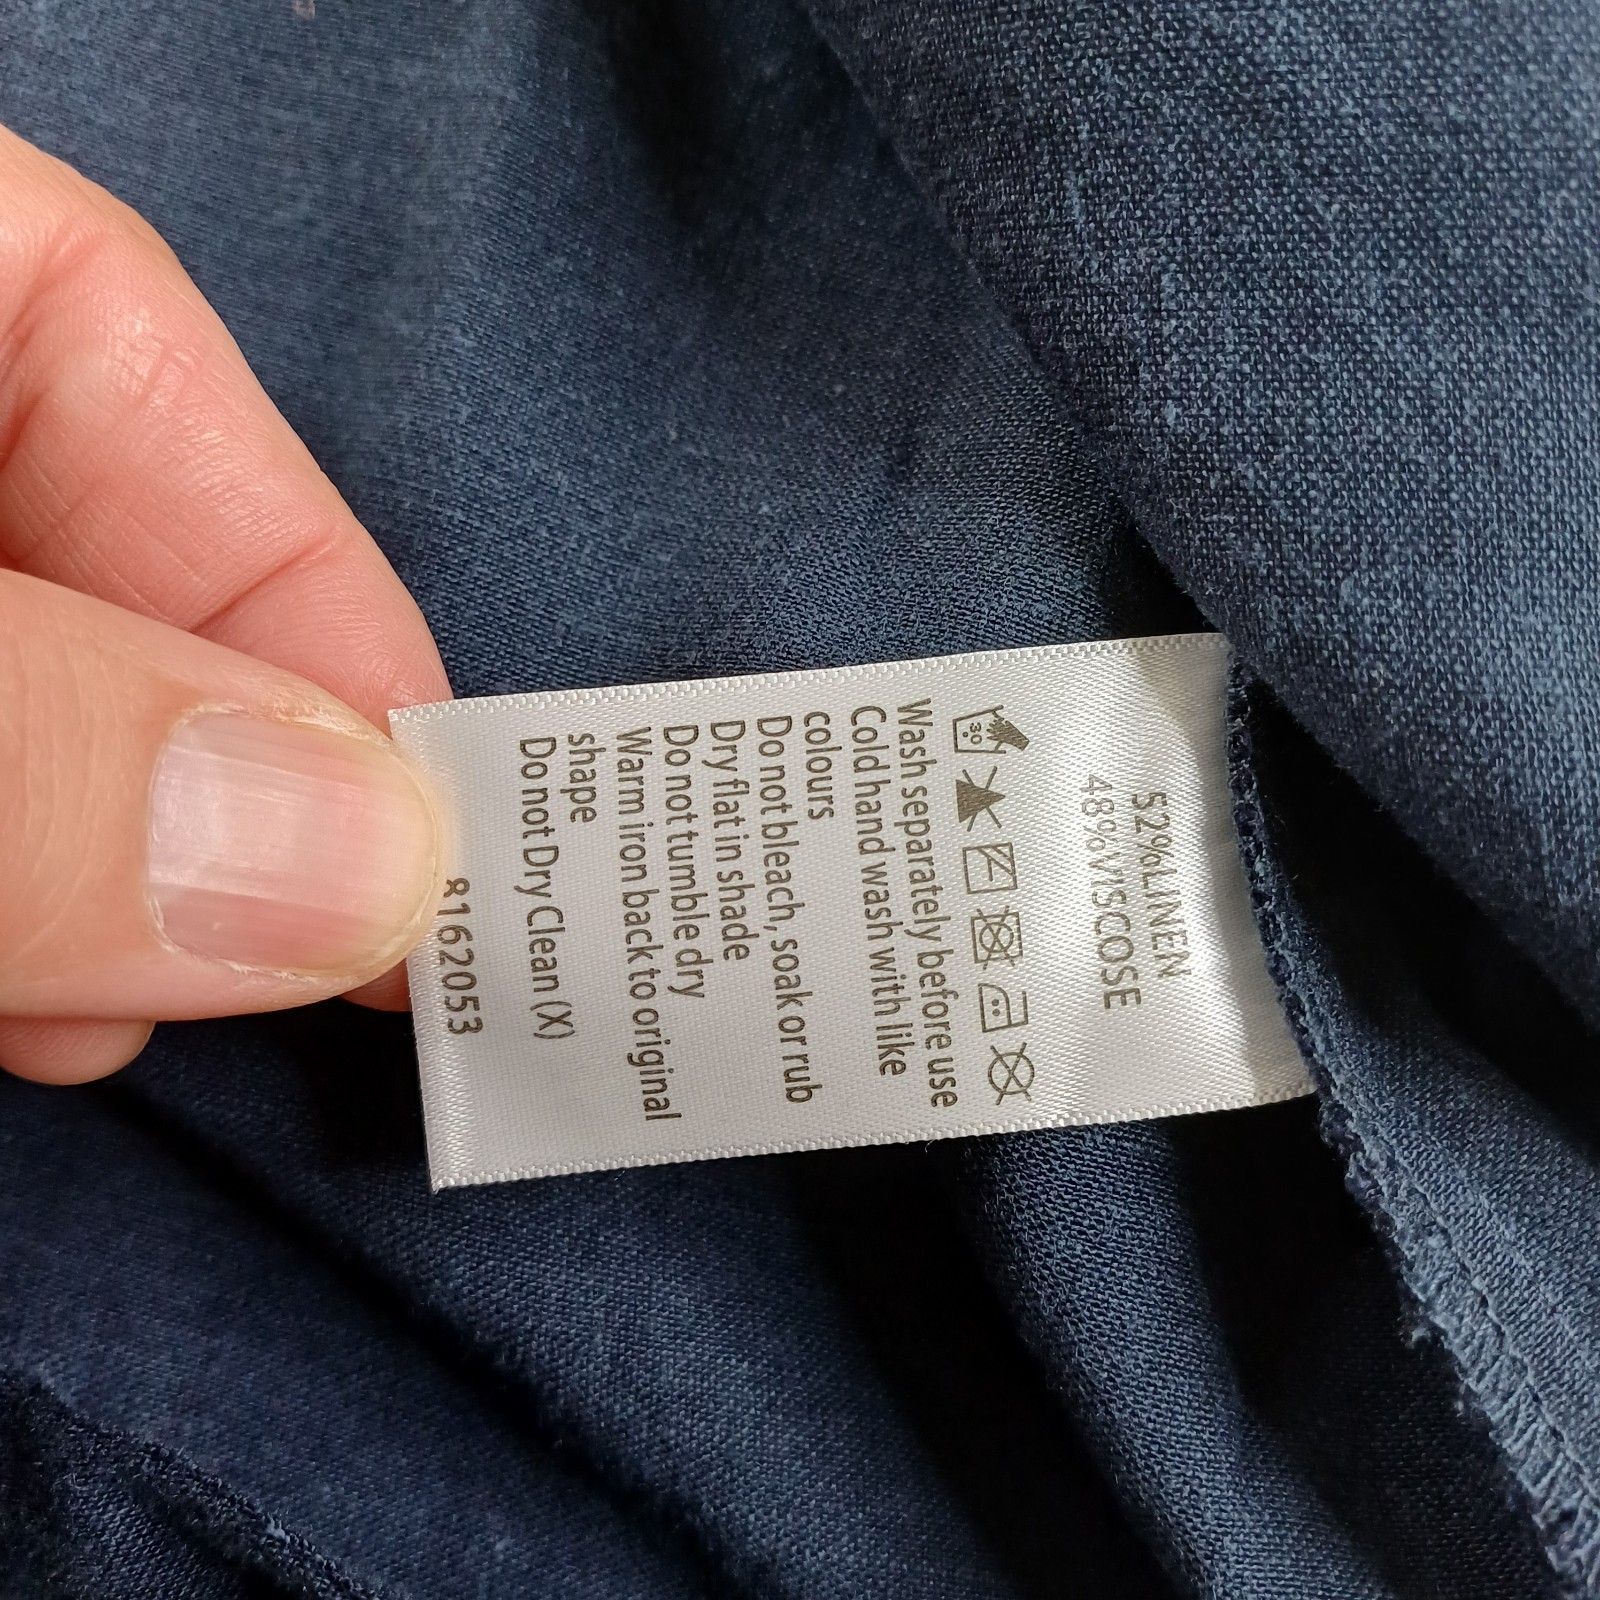 52%LINEN
48%VISCOSE
30
Wash separately before use
Cold hand wash with like
colours
Do not bleach, soak or rub
Dry flat in shade
Do not tumble dry
Warm iron back to original
shape
Do not Dry Clean (X)
8162053